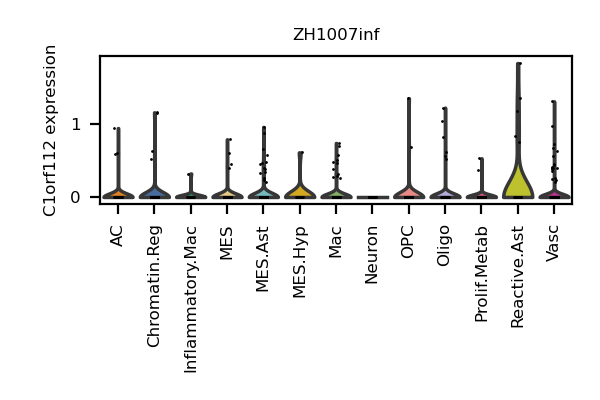 ZH1007inf
C1orf112 expression
1
0
AC
Chromatin.Reg
Inflammatory.Mac
MES
MES.Ast
MES.Hyp
Mac
Neuron
OPC
Oligo
Prolif.Metab
Reactive.Ast
Vasc